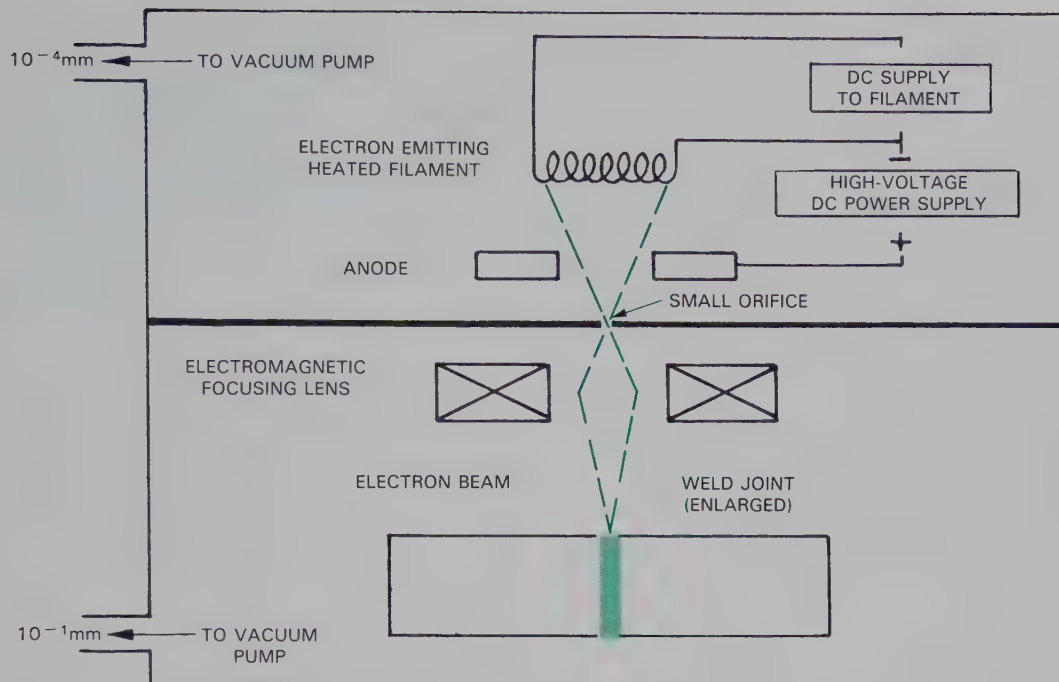 10⁻⁴mm
TO VACUUM PUMP
DC SUPPLY
TO FILAMENT
ELECTRON EMITTING
HEATED FILAMENT
−
HIGH-VOLTAGE
DC POWER SUPPLY
+
ANODE
SMALL ORIFICE
ELECTROMAGNETIC
FOCUSING LENS
ELECTRON BEAM
WELD JOINT
(ENLARGED)
10⁻¹mm
TO VACUUM
PUMP